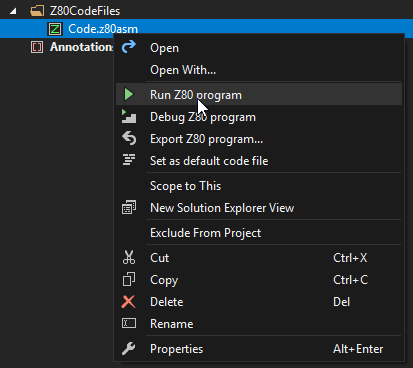 Z80CodeFiles
Code.z80asm
Annotations
Open
Open With...
Run Z80 program
Debug Z80 program
Export Z80 program...
Set as default code file
Scope to This
New Solution Explorer View
Exclude From Project
Cut Ctrl+X
Copy Ctrl+C
Delete Del
Rename
Properties Alt+Enter